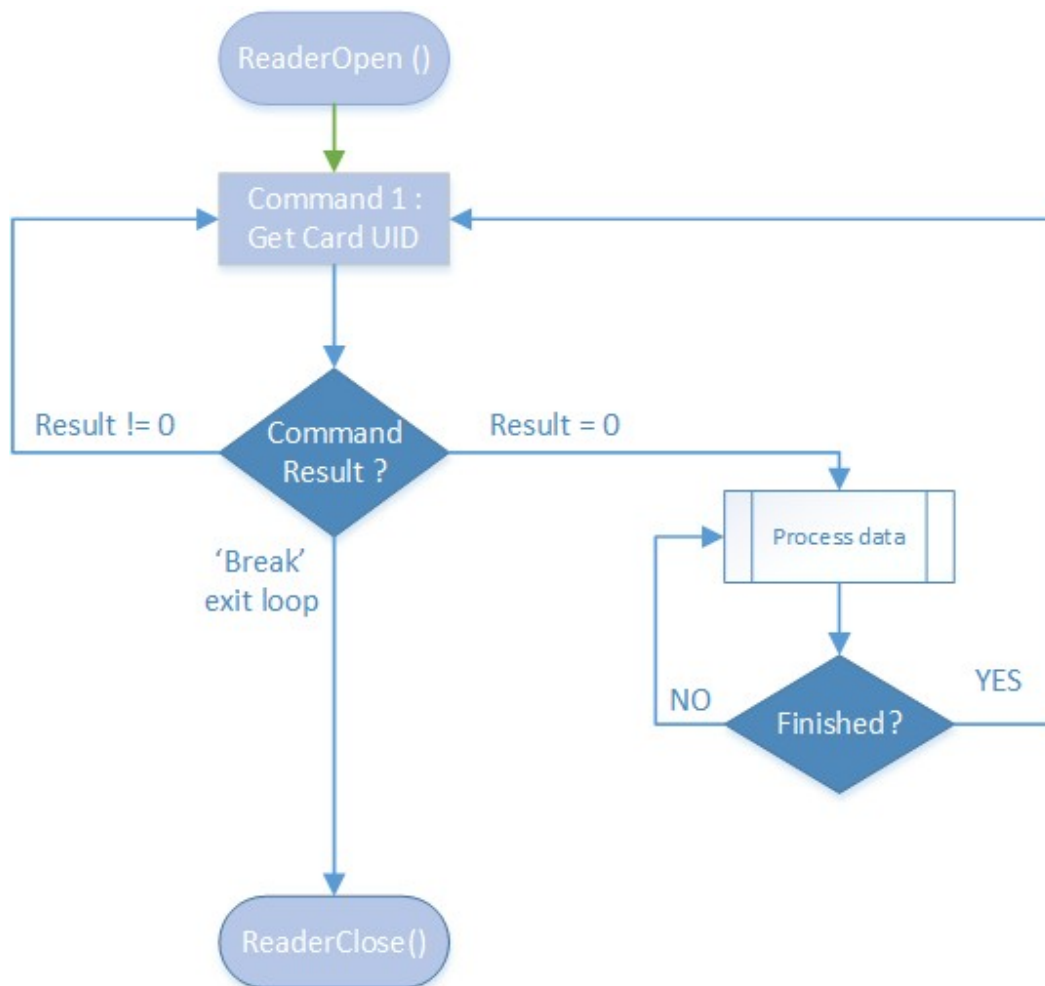 ReaderOpen ()
Command 1 :
Get Card UID
Result != 0
Command
Result ?
Result = 0
‘Break’
exit loop
Process data
NO
Finished?
YES
ReaderClose()